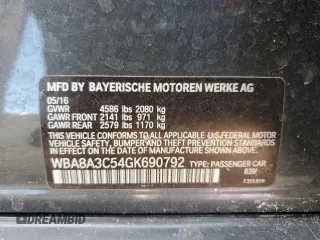 MFD BY BAYERISCHE MOTOREN WERKE AG
05/16
GVWR 4586 lbs 2080 kg
GAWR FRONT 2141 lbs 971 kg
GAWR REAR 2579 lbs 1170 kg
THIS VEHICLE CONFORMS TO ALL APPLICABLE
U.S.FEDERAL MOTOR VEHICLE SAFETY, BUMPER,
AND THEFT PREVENTION STANDARDS IN EFFECT ON
THE DATE OF MANUFACTURE SHOWN ABOVE.
WBA8A3C54GK690792 TYPE: PASSENGER CAR
DREAMBID